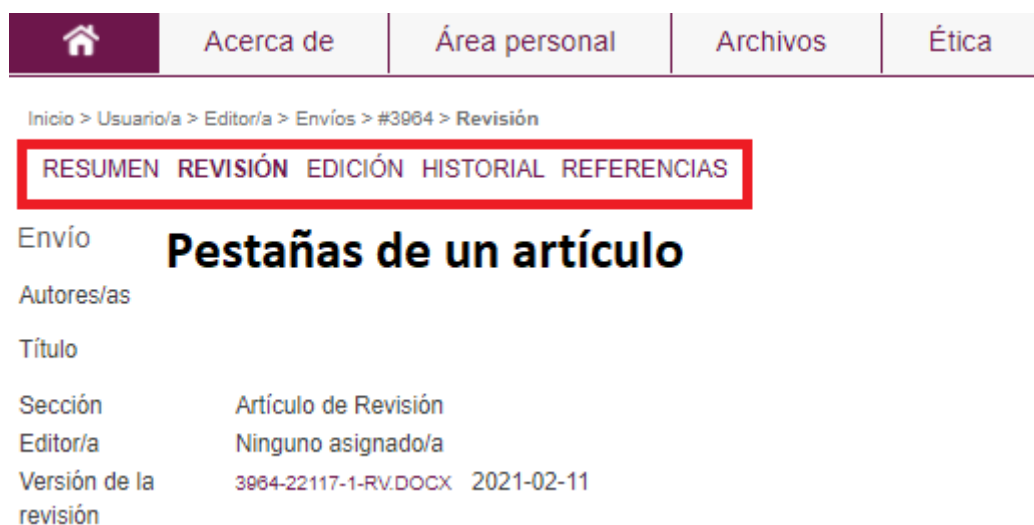 Acerca de Área personal Archivos Ética
Inicio > Usuario/a > Editor/a > Envíos > #3964 > Revisión
RESUMEN REVISIÓN EDICIÓN HISTORIAL REFERENCIAS
Envío
Pestañas de un artículo
Autores/as
Título
Sección Artículo de Revisión
Editor/a Ninguno asignado/a
Versión de la 3964-22117-1-RV.DOCX 2021-02-11
revisión